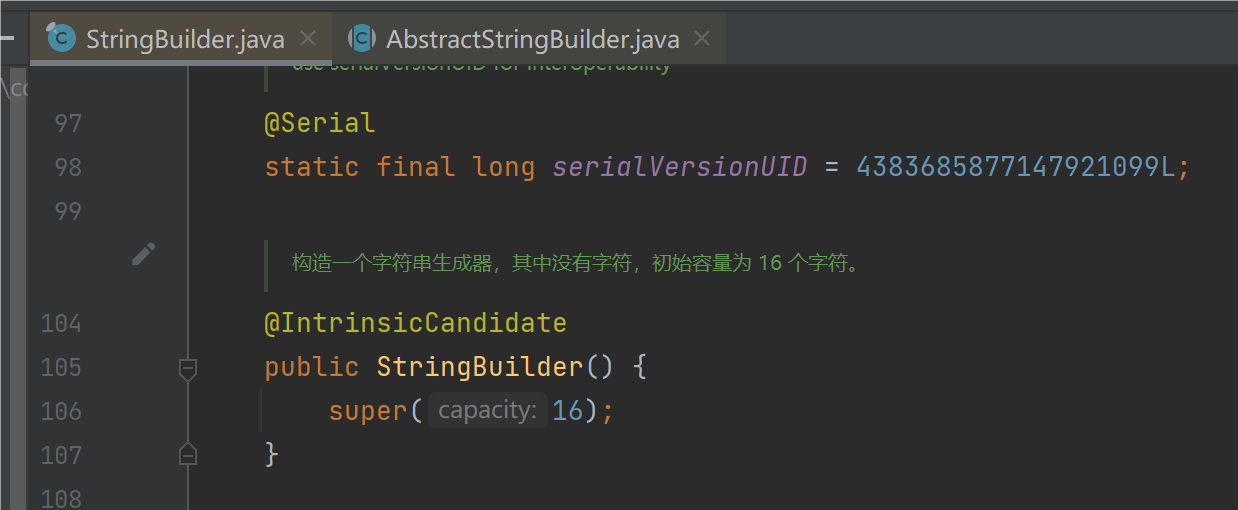 StringBuilder.java
AbstractStringBuilder.java
use serialVersionUID for interoperability
97 @Serial
98 static final long serialVersionUID = 4383685877147921099L;
99
构造一个字符串生成器，其中没有字符，初始容量为 16 个字符。
104 @IntrinsicCandidate
105 public StringBuilder() {
106 super( capacity: 16);
107 }
108